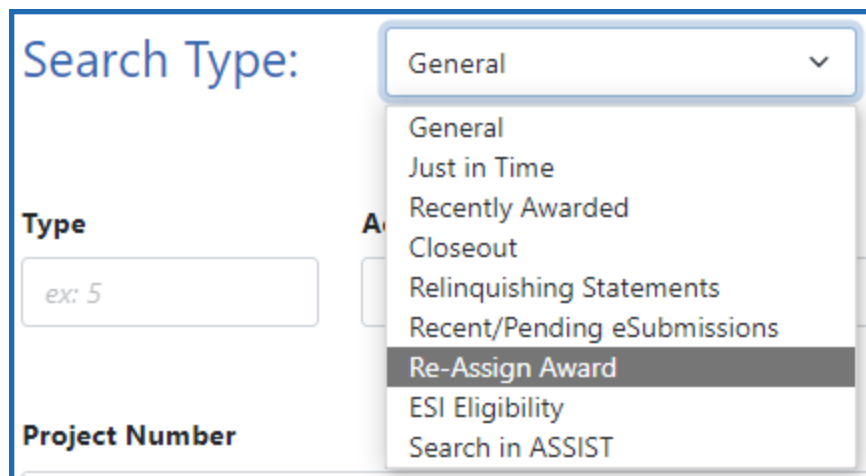 Search Type:
General
General
Just in Time
Recently Awarded
Closeout
Relinquishing Statements
Recent/Pending eSubmissions
Re-Assign Award
ESI Eligibility
Search in ASSIST
Type
ex: 5
Project Number